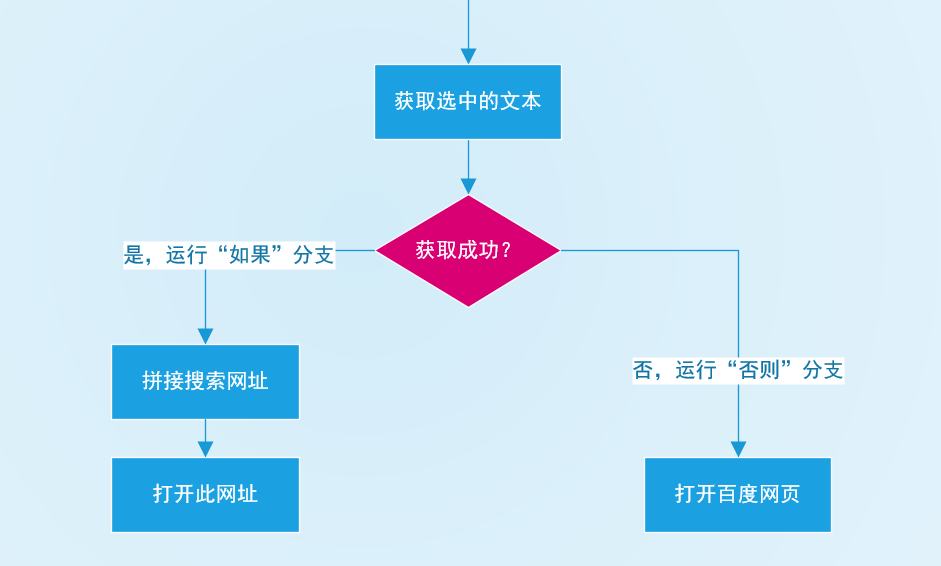 获取选中的文本
获取成功？
是，运行“如果”分支
拼接搜索网址
打开此网址
否，运行“否则”分支
打开百度网页